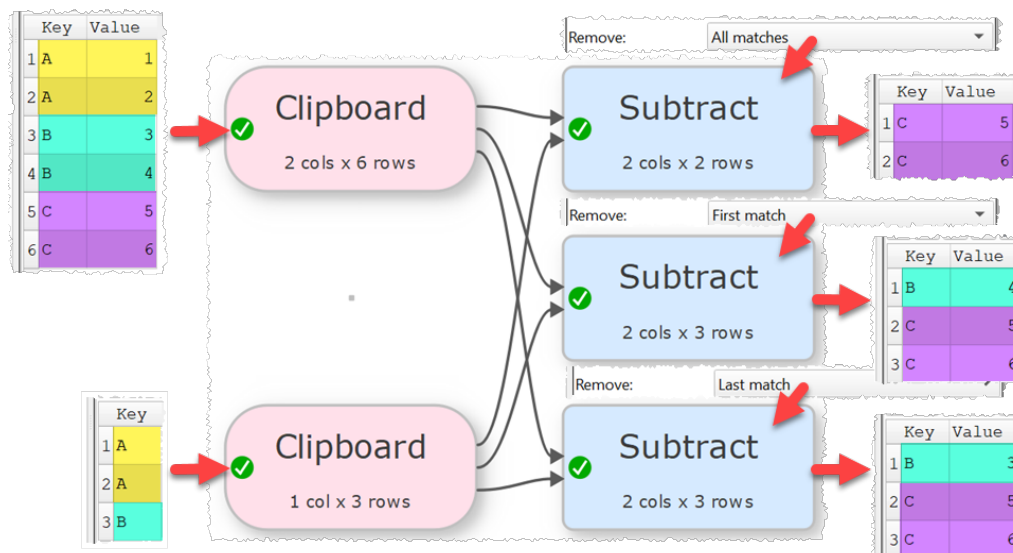 Key Value
1 A 1
2 A 2
3 B 3
4 B 4
5 C 5
6 C 6
Key
1 A
2 A
3 B
Clipboard
2 cols x 6 rows
Clipboard
1 col x 3 rows
Remove: All matches
Subtract
2 cols x 2 rows
Key Value
1 C 5
2 C 6
Remove: First match
Subtract
2 cols x 3 rows
Key Value
1 B 4
2 C 5
3 C 6
Remove: Last match
Subtract
2 cols x 3 rows
Key Value
1 B 3
2 C 5
3 C 6